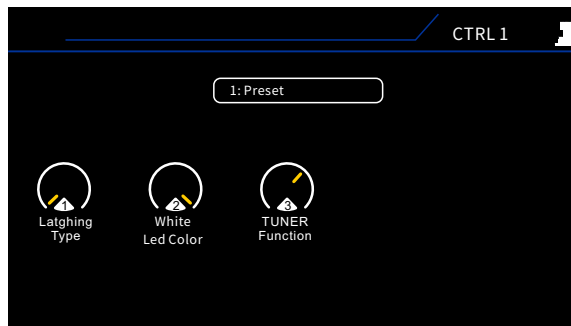 CTRL 1
1: Preset
1 2 3
Latghing White TUNER
Type Led Color Function